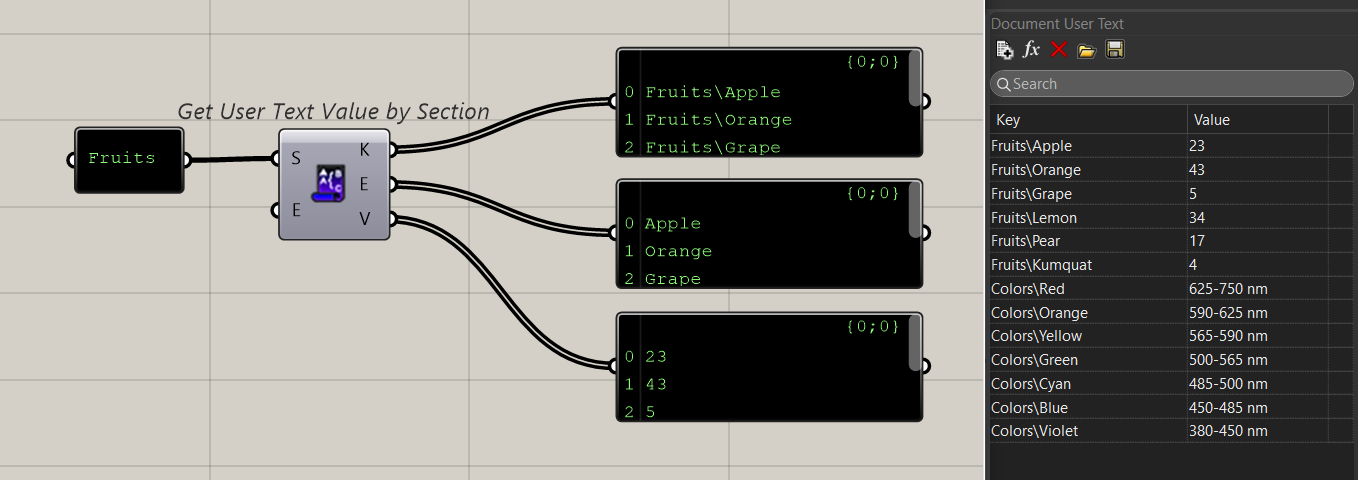 Get User Text Value by Section
Fruits
S
E
K
E
V
{0;0}
0 Fruits\Apple
1 Fruits\Orange
2 Fruits\Grape
{0;0}
0 Apple
1 Orange
2 Grape
{0;0}
0 23
1 43
2 5
Document User Text
fx
Search
Key Value
Fruits\Apple 23
Fruits\Orange 43
Fruits\Grape 5
Fruits\Lemon 34
Fruits\Pear 17
Fruits\Kumquat 4
Colors\Red 625-750 nm
Colors\Orange 590-625 nm
Colors\Yellow 565-590 nm
Colors\Green 500-565 nm
Colors\Cyan 485-500 nm
Colors\Blue 450-485 nm
Colors\Violet 380-450 nm